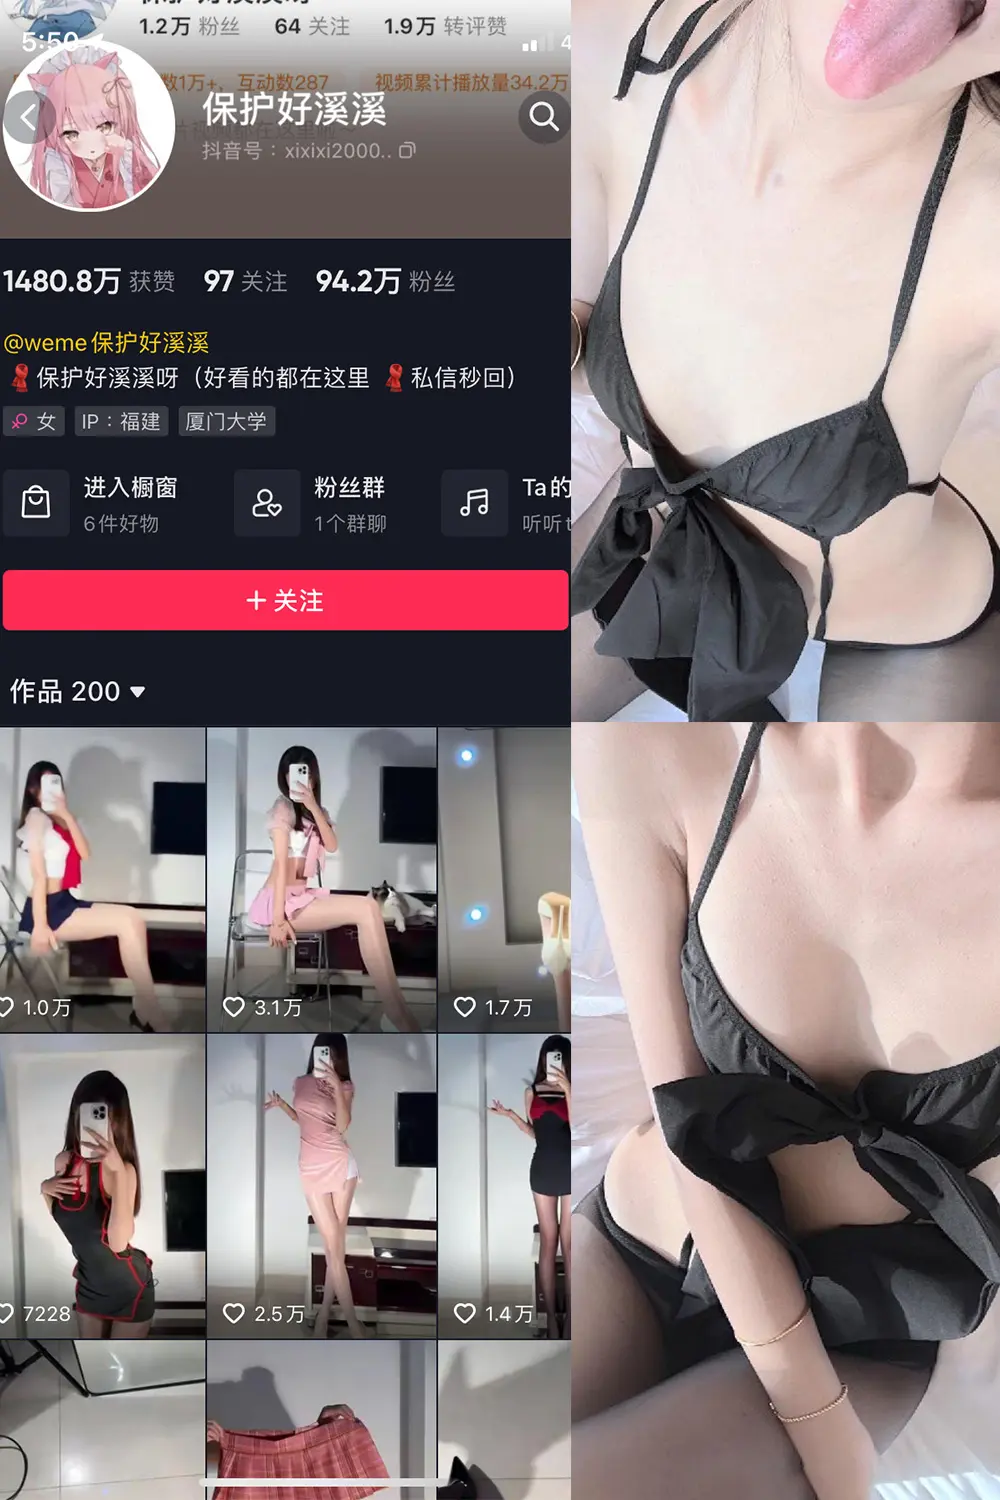 1.2万 粉丝 64 关注 1.9万 转评赞
5:50
4
数1万+，互动数287 视频累计播放量34.2万
保护好溪溪
抖音号：xixixi2000..
1480.8万 获赞 97 关注 94.2万 粉丝
@weme保护好溪溪
保护好溪溪呀（好看的都在这里 私信秒回）
女 IP：福建 厦门大学
进入橱窗 粉丝群 Ta的
6件好物 1个群聊 听听
+ 关注
作品 200
1.0万 3.1万 1.7万
7228 2.5万 1.4万